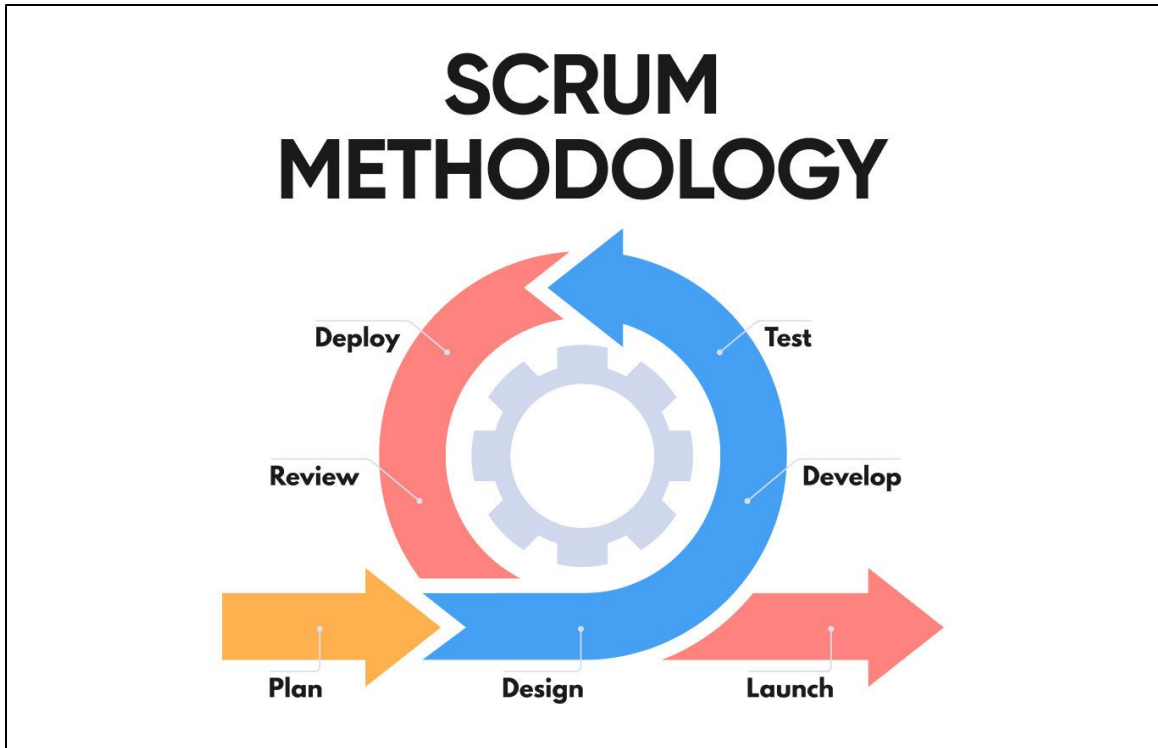 SCRUM
METHODOLOGY
Deploy
Test
Review
Develop
Plan
Design
Launch